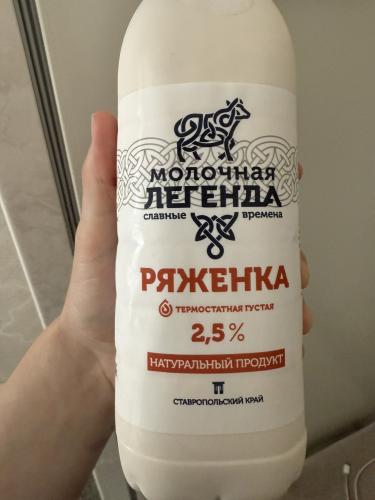 МОЛОЧНАЯ
ЛЕГЕНДА
славные времена
РЯЖЕНКА
ТЕРМОСТАТНАЯ ГУСТАЯ
2,5%
НАТУРАЛЬНЫЙ ПРОДУКТ
СТАВРОПОЛЬСКИЙ КРАЙ